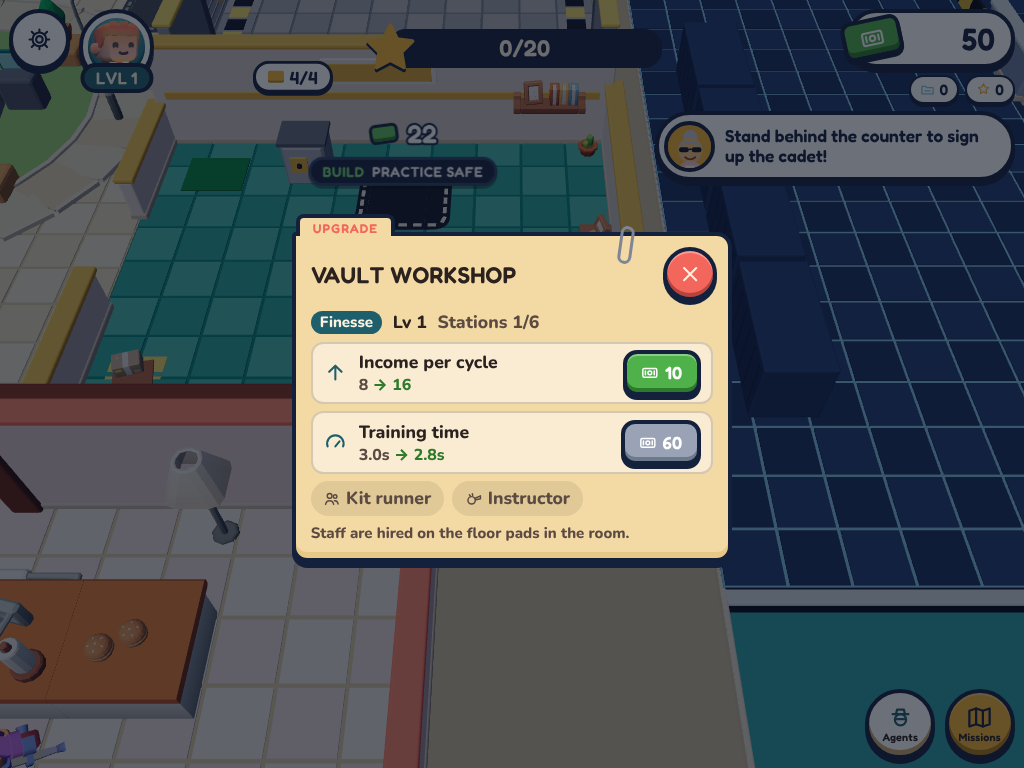 0/20
50
LVL 1
4/4
0
0
22
Stand behind the counter to sign
up the cadet!
BUILD PRACTICE SAFE
UPGRADE
VAULT WORKSHOP
Finesse Lv 1 Stations 1/6
Income per cycle
8 → 16
10
Training time
3.0s → 2.8s
60
Kit runner
Instructor
Staff are hired on the floor pads in the room.
Agents
Missions